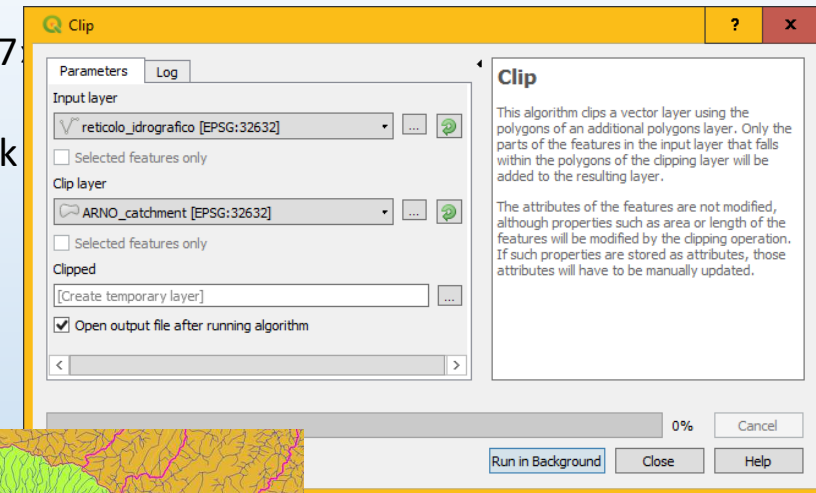 Clip
?
x
7
k
Parameters
Log
Input layer
reticolo_idrografico [EPSG:32632]
...
Selected features only
Clip layer
ARNO_catchment [EPSG:32632]
...
Selected features only
Clipped
[Create temporary layer]
...
Open output file after running algorithm
Clip
This algorithm clips a vector layer using the
polygons of an additional polygons layer. Only the
parts of the features in the input layer that falls
within the polygons of the clipping layer will be
added to the resulting layer.
The attributes of the features are not modified,
although properties such as area or length of the
features will be modified by the clipping operation.
If such properties are stored as attributes, those
attributes will have to be manually updated.
0%
Cancel
Run in Background
Close
Help